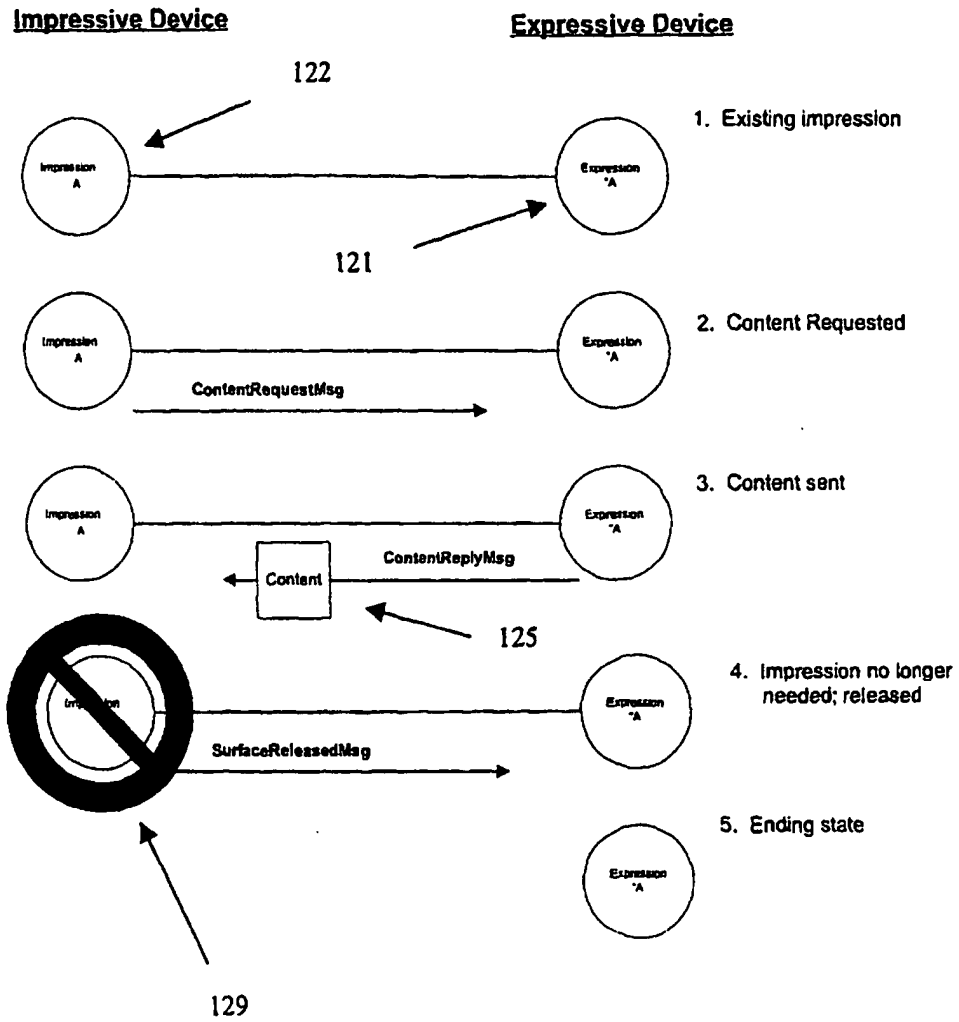 Impressive Device
Expressive Device
122
1. Existing impression
Impression
A
Expression
*A
121
2. Content Requested
Impression
A
Expression
*A
ContentRequestMsg
3. Content sent
Impression
A
Expression
*A
ContentReplyMsg
Content
125
4. Impression no longer
needed; released
Expression
*A
SurfaceReleasedMsg
5. Ending state
Expression
*A
129